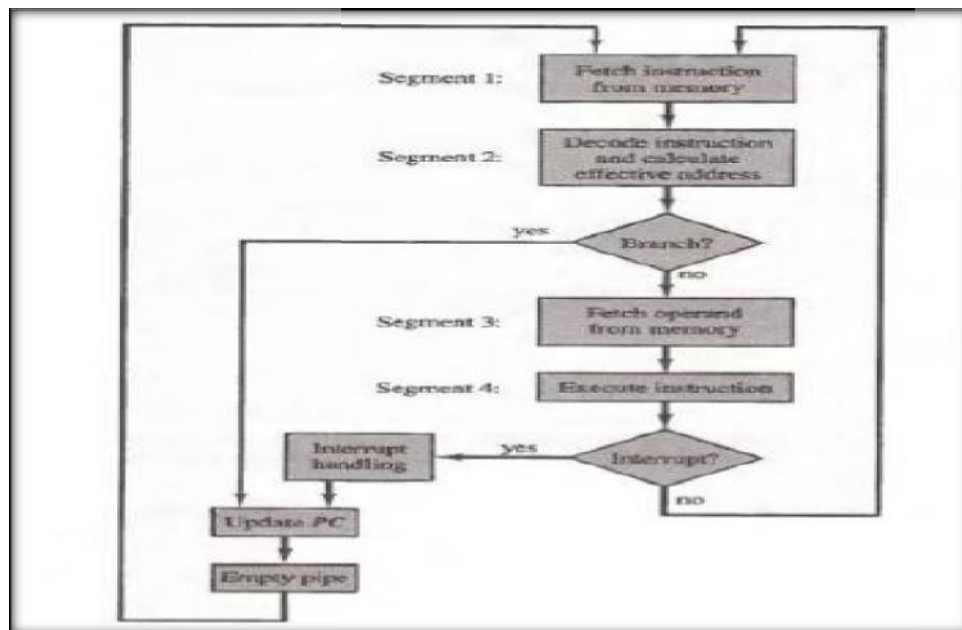 Segment 1:
Fetch instruction
from memory
Segment 2:
Decode instruction
and calculate
effective address
yes
Branch?
no
Segment 3:
Fetch operand
from memory
Segment 4:
Execute instruction
Interrupt
handling
yes
Interrupt?
no
Update PC
Empty pipe